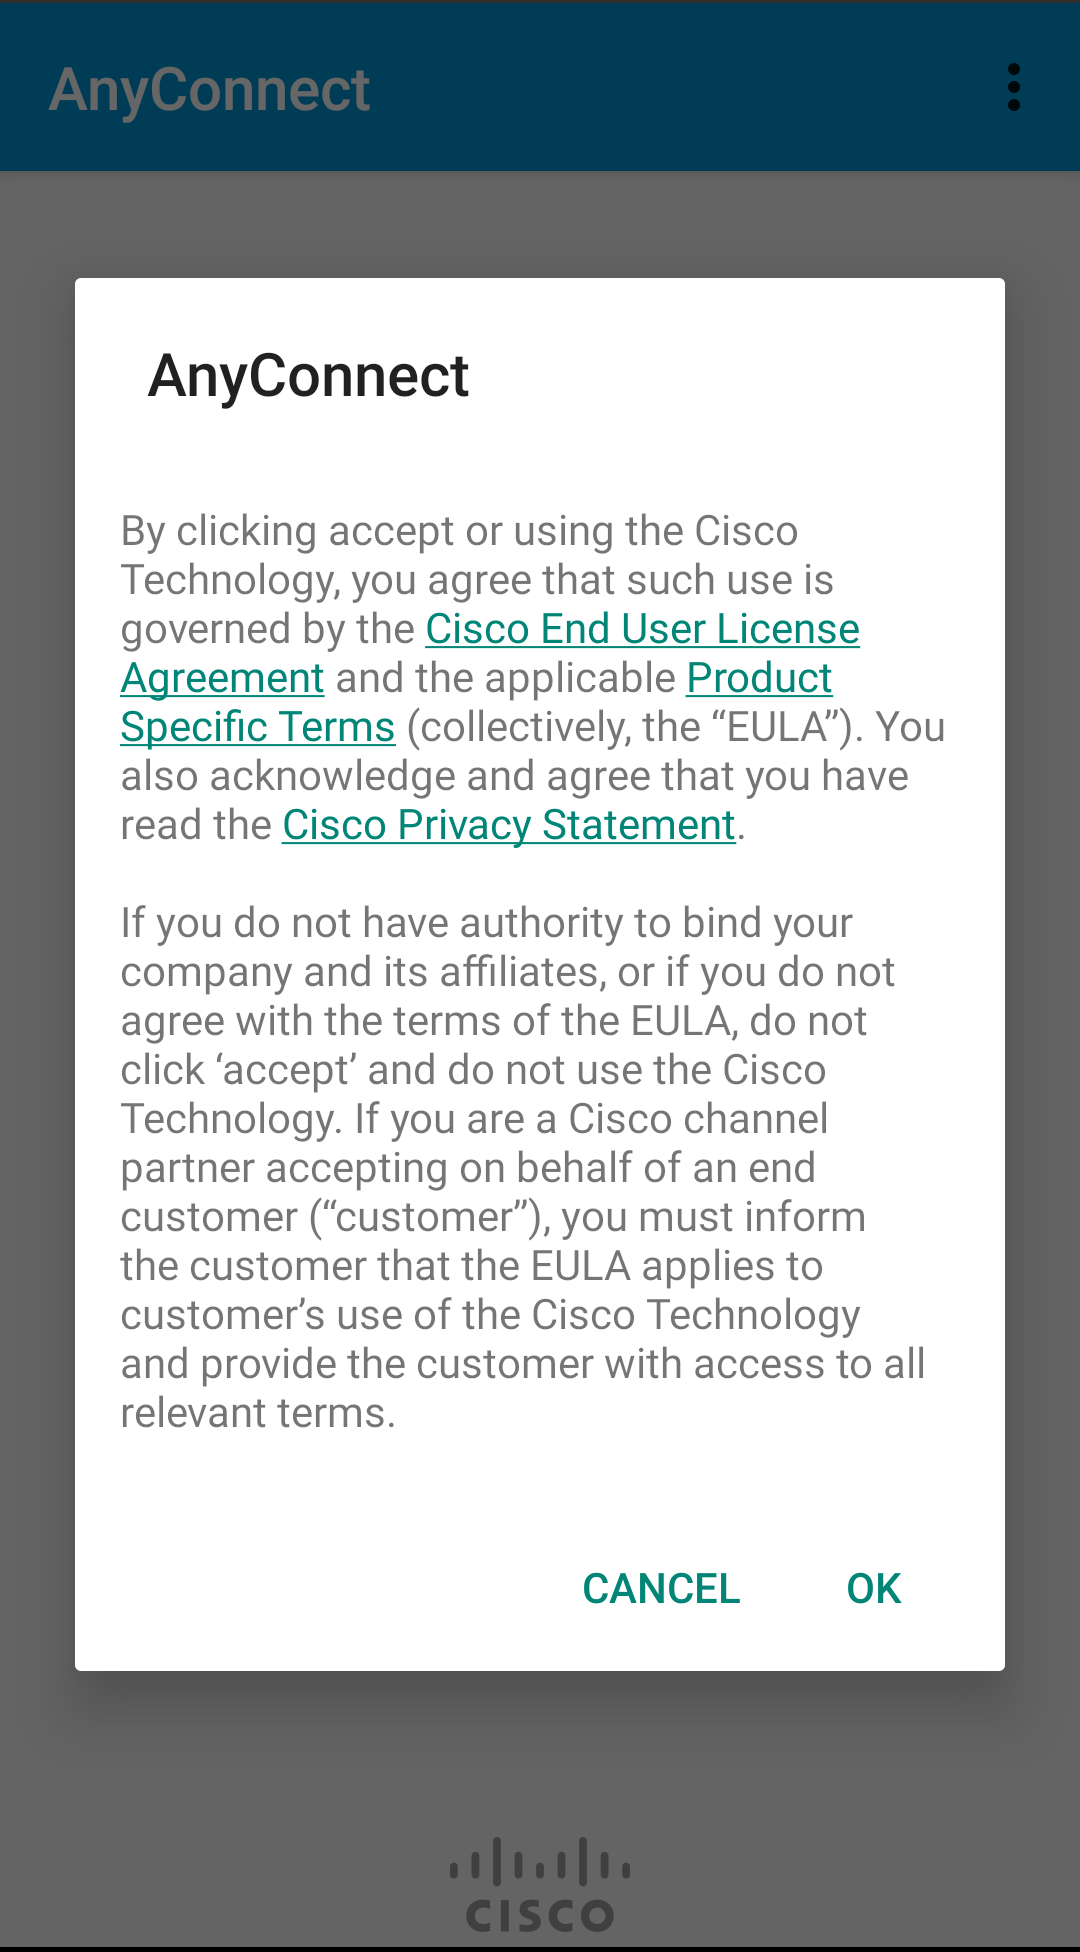 AnyConnect
AnyConnect
By clicking accept or using the Cisco
Technology, you agree that such use is
governed by the Cisco End User License
Agreement and the applicable Product
Specific Terms (collectively, the “EULA”). You
also acknowledge and agree that you have
read the Cisco Privacy Statement.
If you do not have authority to bind your
company and its affiliates, or if you do not
agree with the terms of the EULA, do not
click ‘accept’ and do not use the Cisco
Technology. If you are a Cisco channel
partner accepting on behalf of an end
customer (“customer”), you must inform
the customer that the EULA applies to
customer’s use of the Cisco Technology
and provide the customer with access to all
relevant terms.
CANCEL OK
CISCO